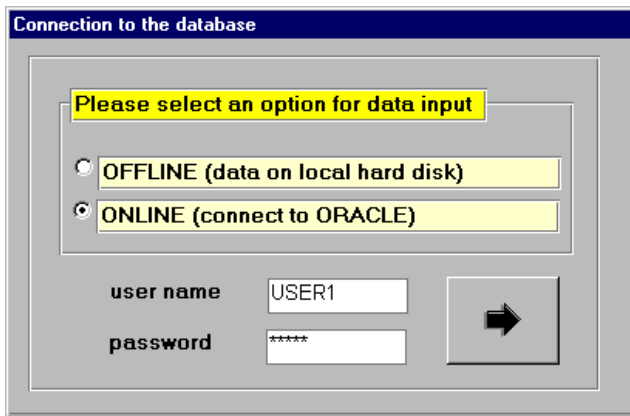 Connection to the database
Please select an option for data input
OFFLINE (data on local hard disk)
ONLINE (connect to ORACLE)
user name USER1
password *****